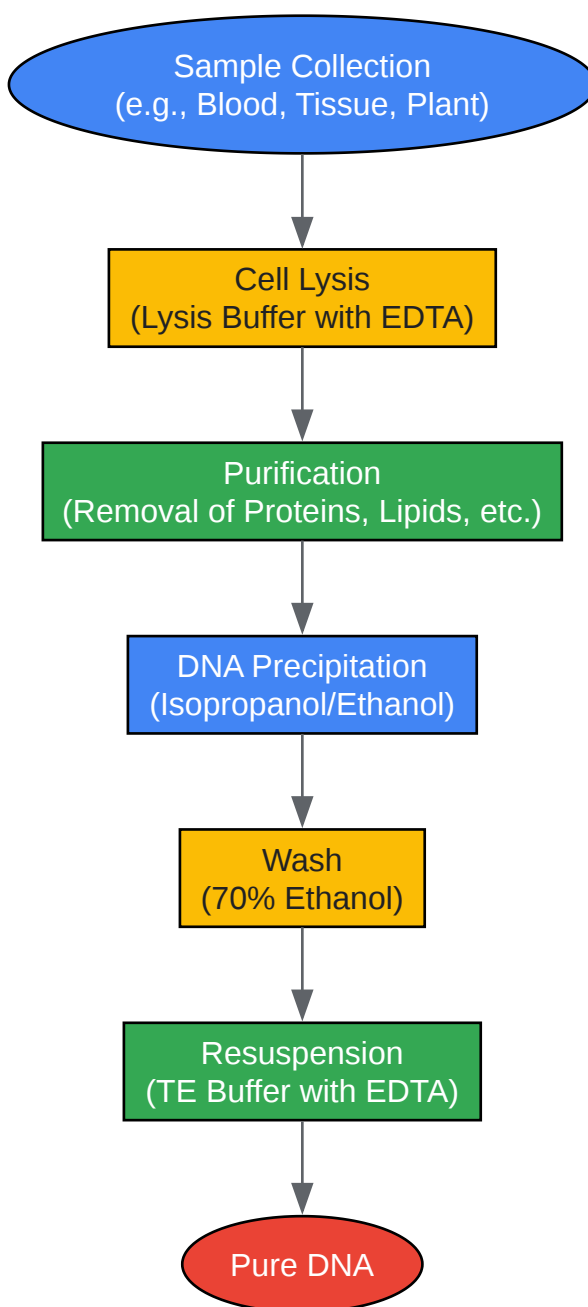 Sample Collection
(e.g., Blood, Tissue, Plant)
Cell Lysis
(Lysis Buffer with EDTA)
Purification
(Removal of Proteins, Lipids, etc.)
DNA Precipitation
(Isopropanol/Ethanol)
Wash
(70% Ethanol)
Resuspension
(TE Buffer with EDTA)
Pure DNA